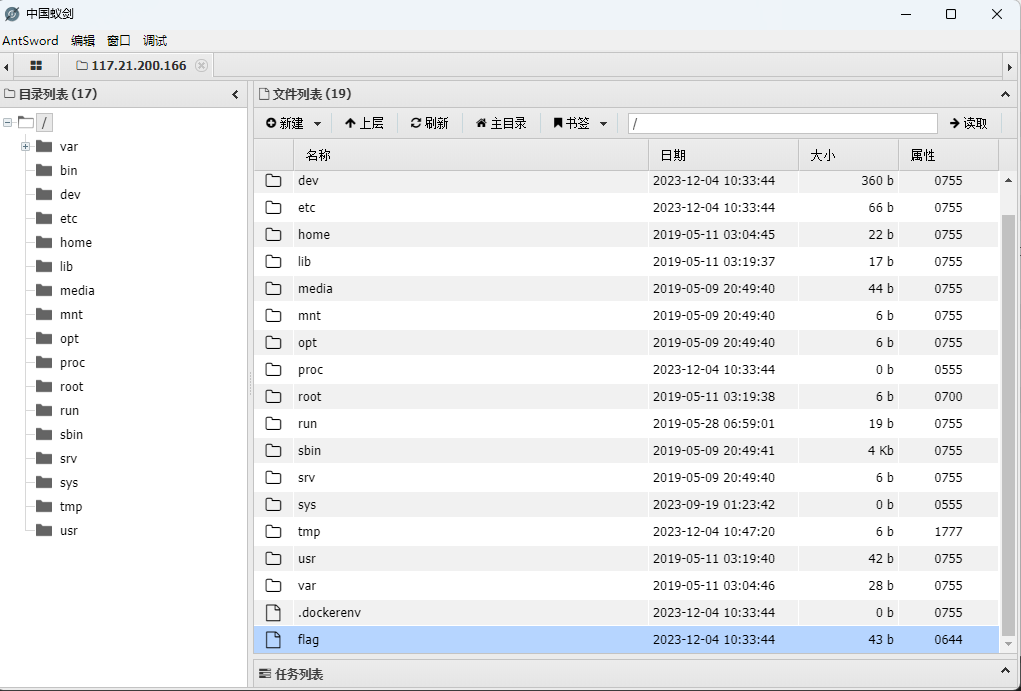 中国蚁剑
AntSword 编辑 窗口 调试
117.21.200.166
目录列表 (17)
/
var
bin
dev
etc
home
lib
media
mnt
opt
proc
root
run
sbin
srv
sys
tmp
usr
文件列表 (19)
新建 上层 刷新 主目录 书签 / 读取
名称 日期 大小 属性
dev 2023-12-04 10:33:44 360 b 0755
etc 2023-12-04 10:33:44 66 b 0755
home 2019-05-11 03:04:45 22 b 0755
lib 2019-05-11 03:19:37 17 b 0755
media 2019-05-09 20:49:40 44 b 0755
mnt 2019-05-09 20:49:40 6 b 0755
opt 2019-05-09 20:49:40 6 b 0755
proc 2023-12-04 10:33:44 0 b 0555
root 2019-05-11 03:19:38 6 b 0700
run 2019-05-28 06:59:01 19 b 0755
sbin 2019-05-09 20:49:41 4 Kb 0755
srv 2019-05-09 20:49:40 6 b 0755
sys 2023-09-19 01:23:42 0 b 0555
tmp 2023-12-04 10:47:20 6 b 1777
usr 2019-05-11 03:19:40 42 b 0755
var 2019-05-11 03:04:46 28 b 0755
.dockerenv 2023-12-04 10:33:44 0 b 0755
flag 2023-12-04 10:33:44 43 b 0644
任务列表